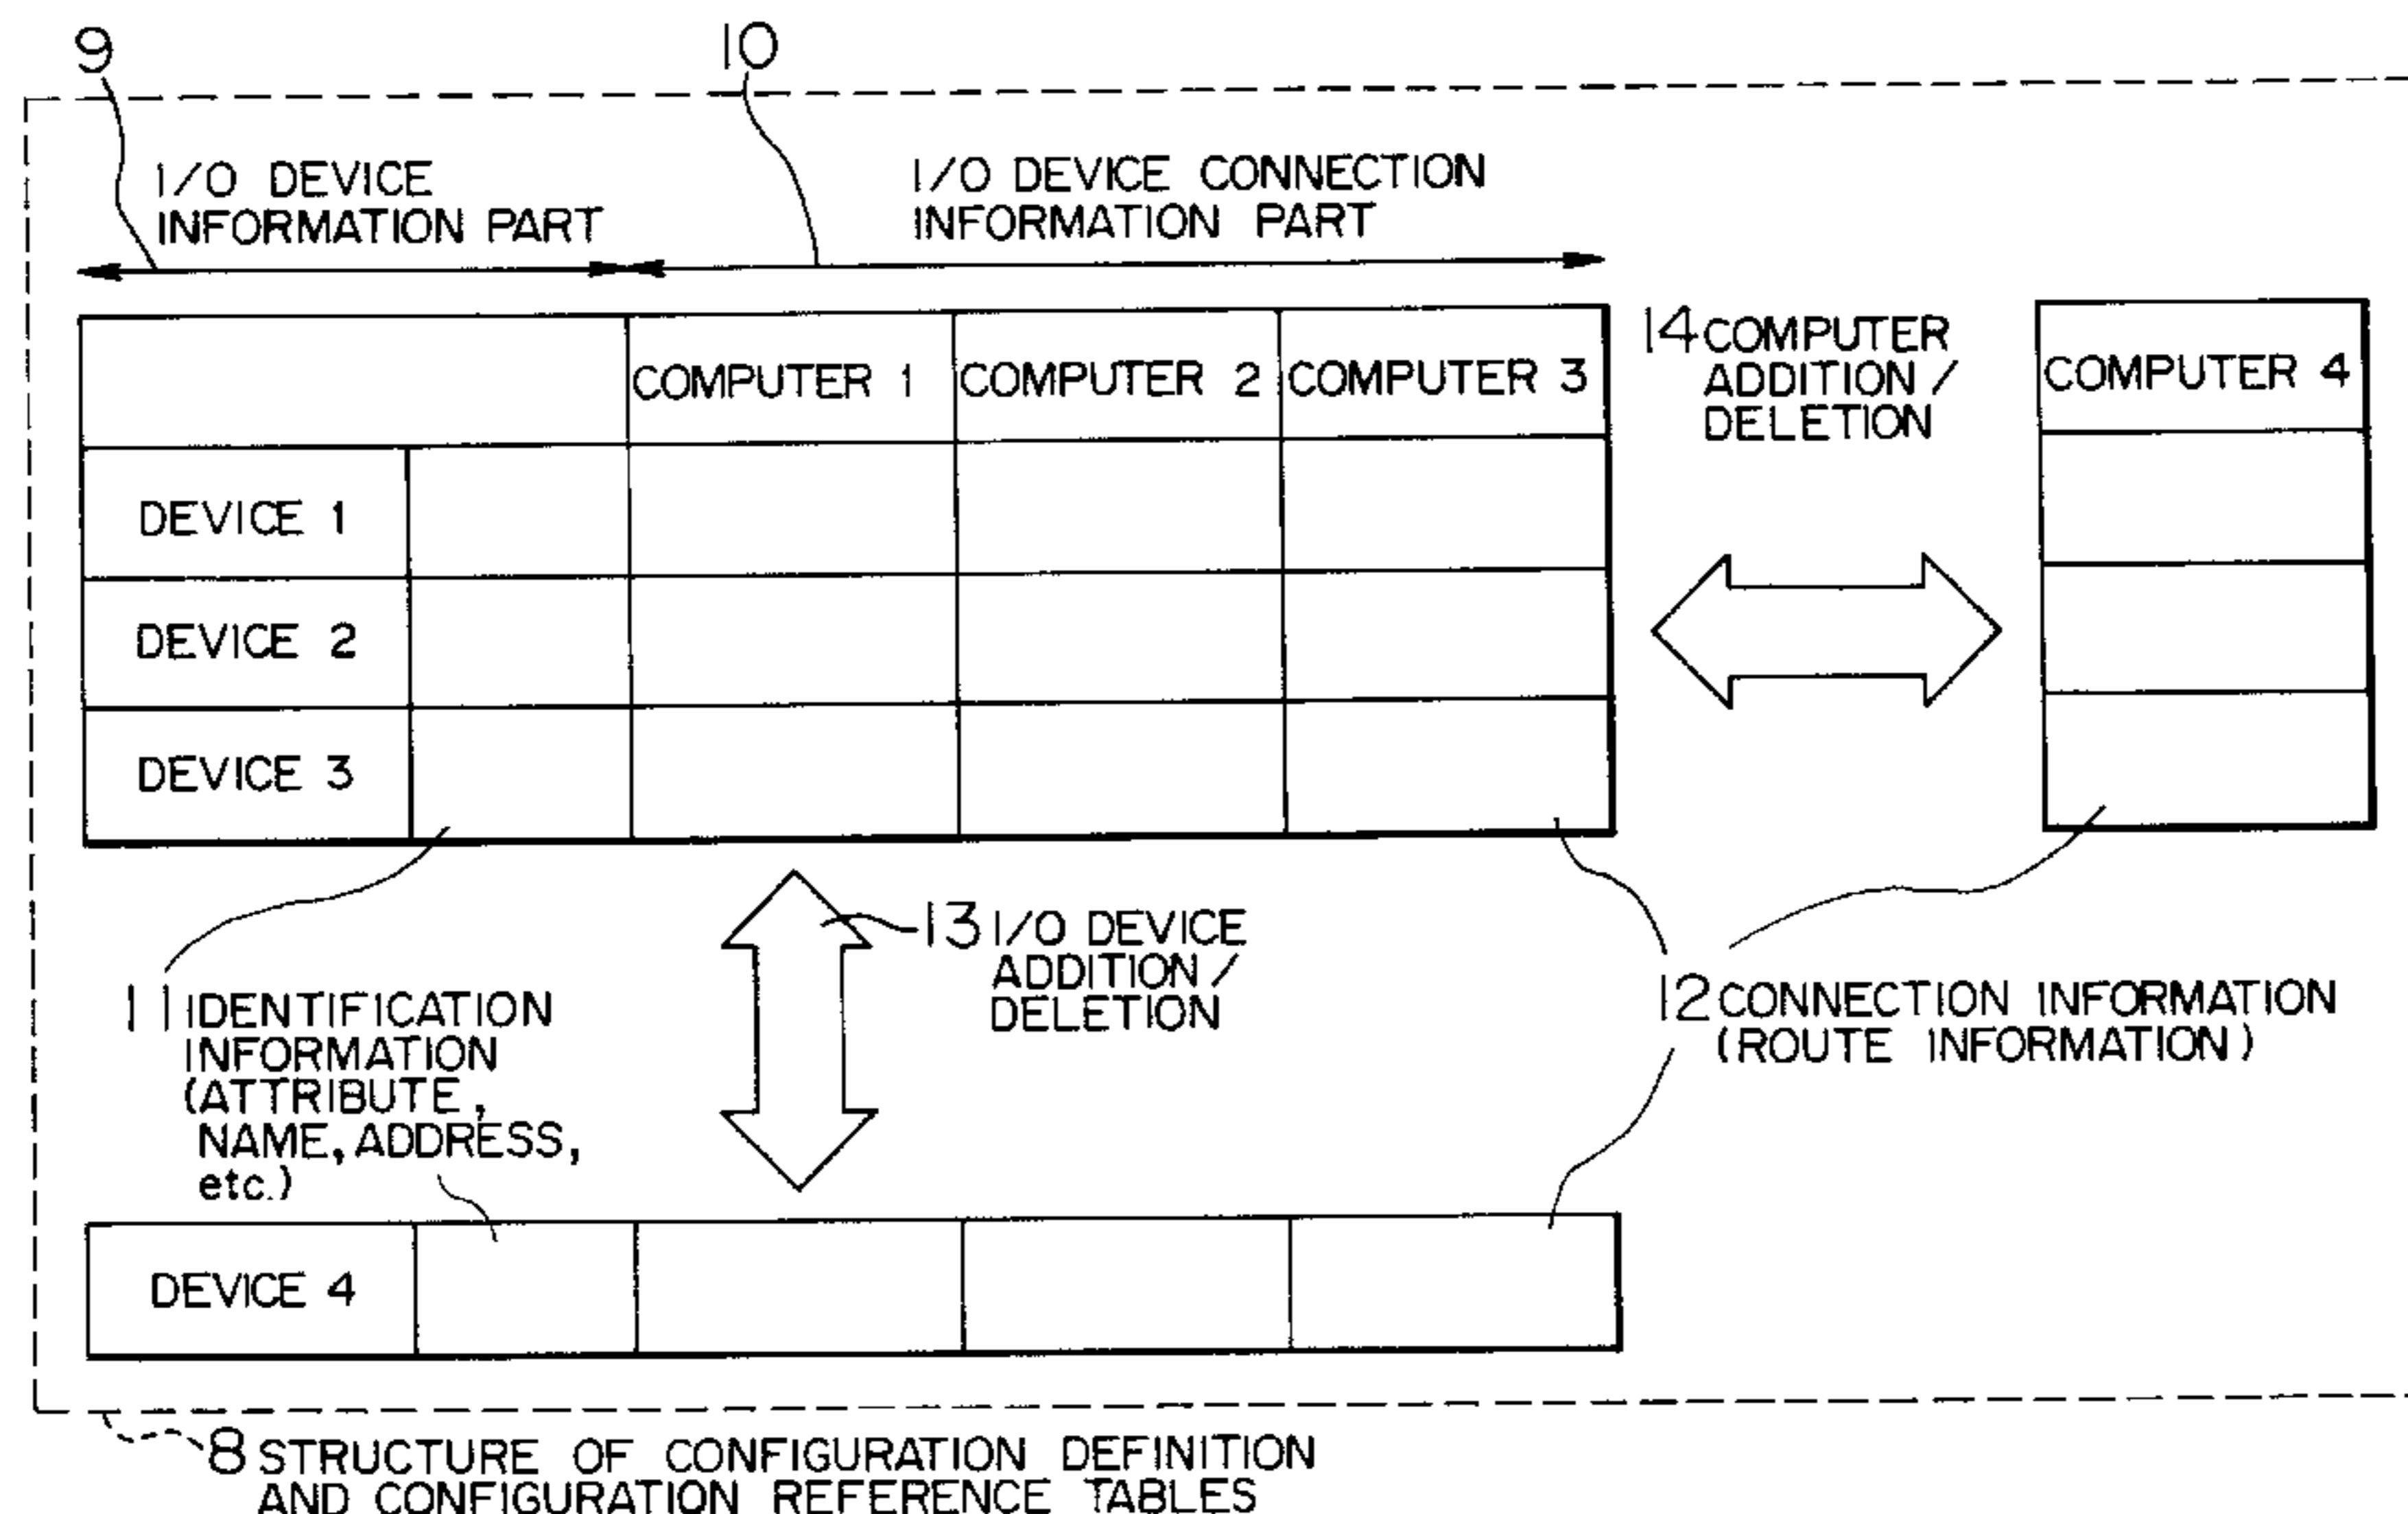 9
10
I/O DEVICE
INFORMATION PART
I/O DEVICE CONNECTION
INFORMATION PART
COMPUTER 1
COMPUTER 2
COMPUTER 3
14 COMPUTER
ADDITION /
DELETION
COMPUTER 4
DEVICE 1
DEVICE 2
DEVICE 3
13 I/O DEVICE
ADDITION /
DELETION
11 IDENTIFICATION
INFORMATION
(ATTRIBUTE,
NAME, ADDRESS,
etc.)
12 CONNECTION INFORMATION
(ROUTE INFORMATION)
DEVICE 4
8 STRUCTURE OF CONFIGURATION DEFINITION
AND CONFIGURATION REFERENCE TABLES